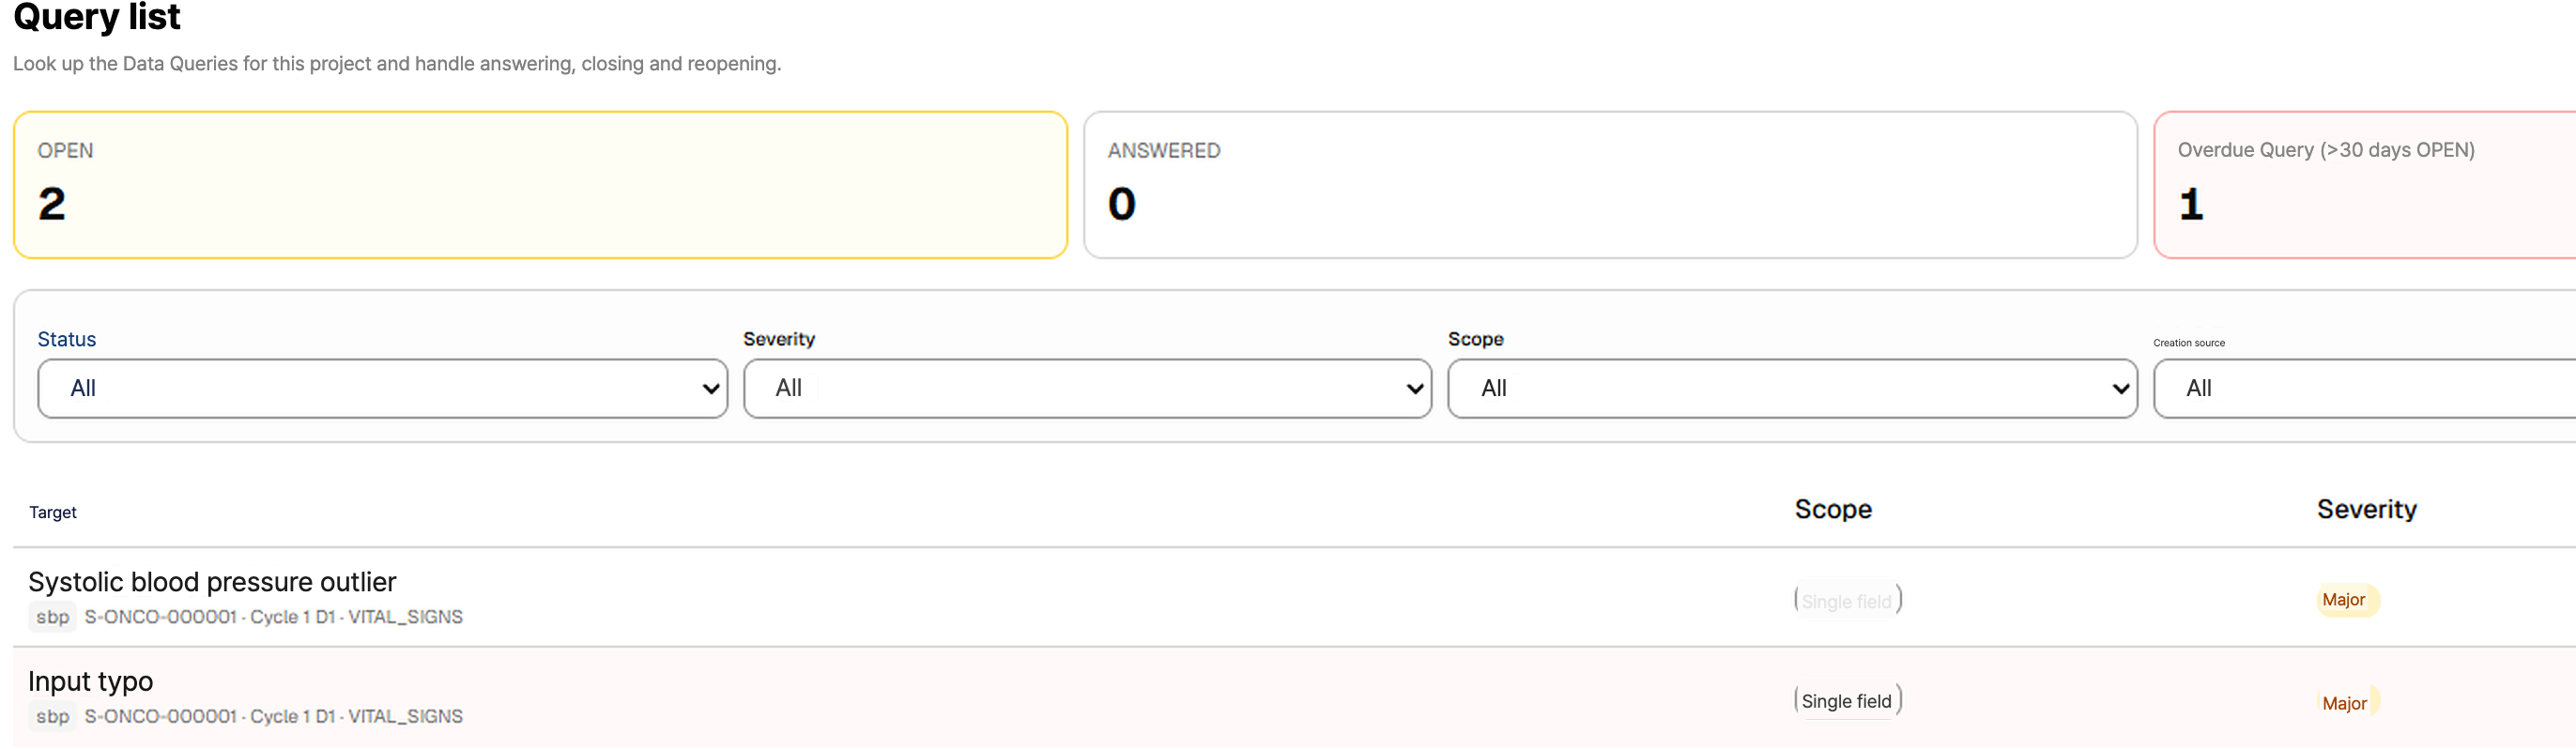 Query list
Look up the Data Queries for this project and handle answering, closing and reopening.
OPEN
2
ANSWERED
0
Overdue Query (>30 days OPEN)
1
Status
All
Severity
All
Scope
All
Creation source
All
Target
Scope
Severity
Systolic blood pressure outlier
sbp S-ONCO-000001 · Cycle 1 D1 · VITAL_SIGNS
Single field
Major
Input typo
sbp S-ONCO-000001 · Cycle 1 D1 · VITAL_SIGNS
Single field
Major